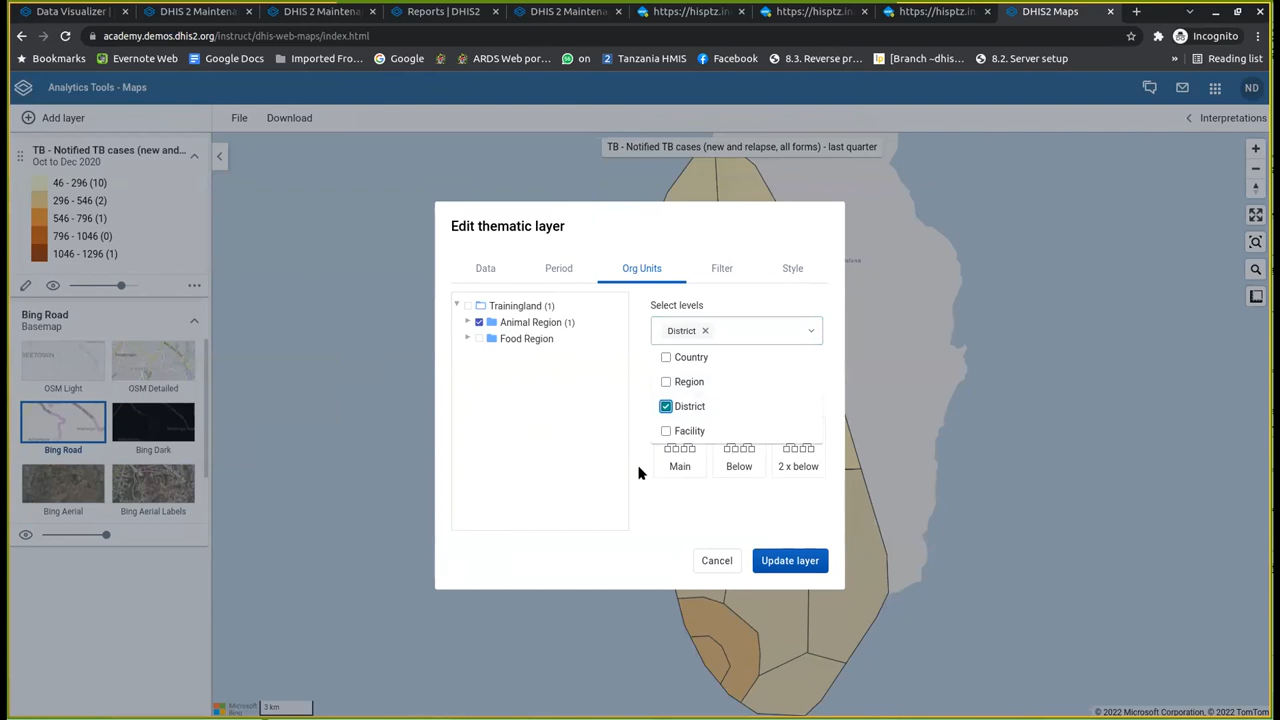 Data Visualizer | DHIS 2 Maintena DHIS 2 Maintena Reports | DHIS2 DHIS 2 Maintena https://hisptz.in https://hisptz.in https://hisptz.in DHIS2 Maps
academy.demos.dhis2.org/instruct/dhis-web-maps/index.html Incognito
Bookmarks Evernote Web Google Docs Imported Fro... Google ARDS Web por... on Tanzania HMIS Facebook 8.3. Reverse pr... [Branch ~dhis... 8.2. Server setup » Reading list
Analytics Tools - Maps ND
Add layer File Download Interpretations
TB - Notified TB cases (new and relapse, all forms) - last quarter
TB - Notified TB cases (new and...
Oct to Dec 2020
46 - 296 (10)
296 - 546 (2)
546 - 796 (1)
796 - 1046 (0)
1046 - 1296 (1)
Bing Road
Basemap
OSM Light OSM Detailed
Bing Road Bing Dark
Bing Aerial Bing Aerial Labels
Edit thematic layer
Data Period Org Units Filter Style
Trainingland (1)
Animal Region (1)
Food Region
Select levels
District
Country
Region
District
Facility
Main Below 2 x below
Cancel Update layer
Microsoft
Bing
3 km
© 2022 Microsoft Corporation, © 2022 TomTom